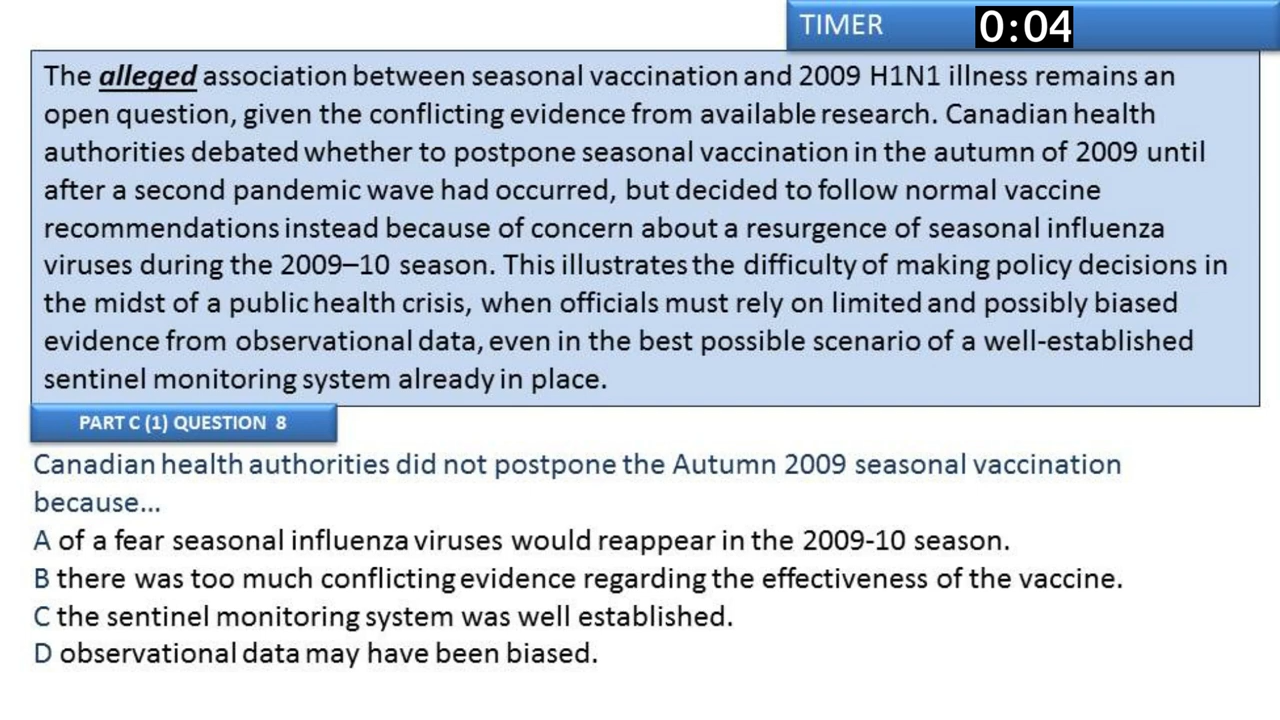 TIMER 0:04
The alleged association between seasonal vaccination and 2009 H1N1 illness remains an
open question, given the conflicting evidence from available research. Canadian health
authorities debated whether to postpone seasonal vaccination in the autumn of 2009 until
after a second pandemic wave had occurred, but decided to follow normal vaccine
recommendations instead because of concern about a resurgence of seasonal influenza
viruses during the 2009–10 season. This illustrates the difficulty of making policy decisions in
the midst of a public health crisis, when officials must rely on limited and possibly biased
evidence from observational data, even in the best possible scenario of a well-established
sentinel monitoring system already in place.
PART C (1) QUESTION 8
Canadian health authorities did not postpone the Autumn 2009 seasonal vaccination
because...
A of a fear seasonal influenza viruses would reappear in the 2009-10 season.
B there was too much conflicting evidence regarding the effectiveness of the vaccine.
C the sentinel monitoring system was well established.
D observational data may have been biased.